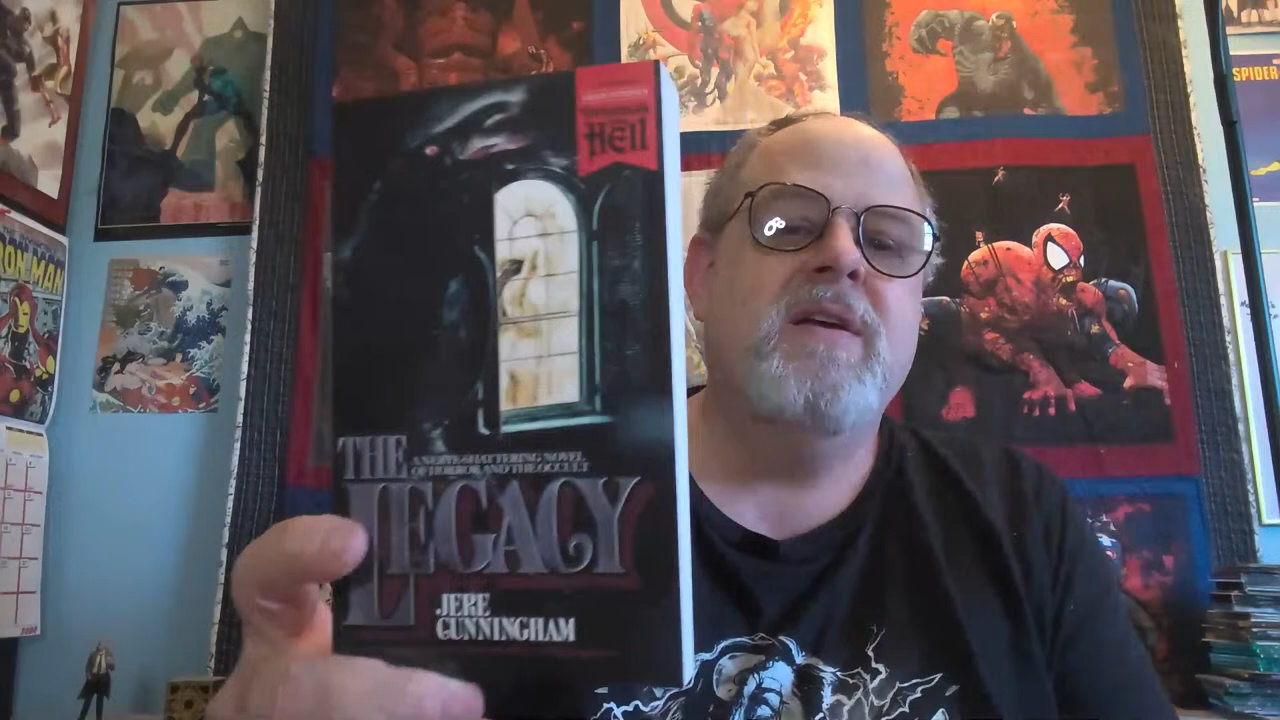 HELL
SPIDER
IRON MAN
THE
A NERVE-SHATTERING NOVEL
OF HORROR AND THE OCCULT
LEGACY
JERE
CUNNINGHAM